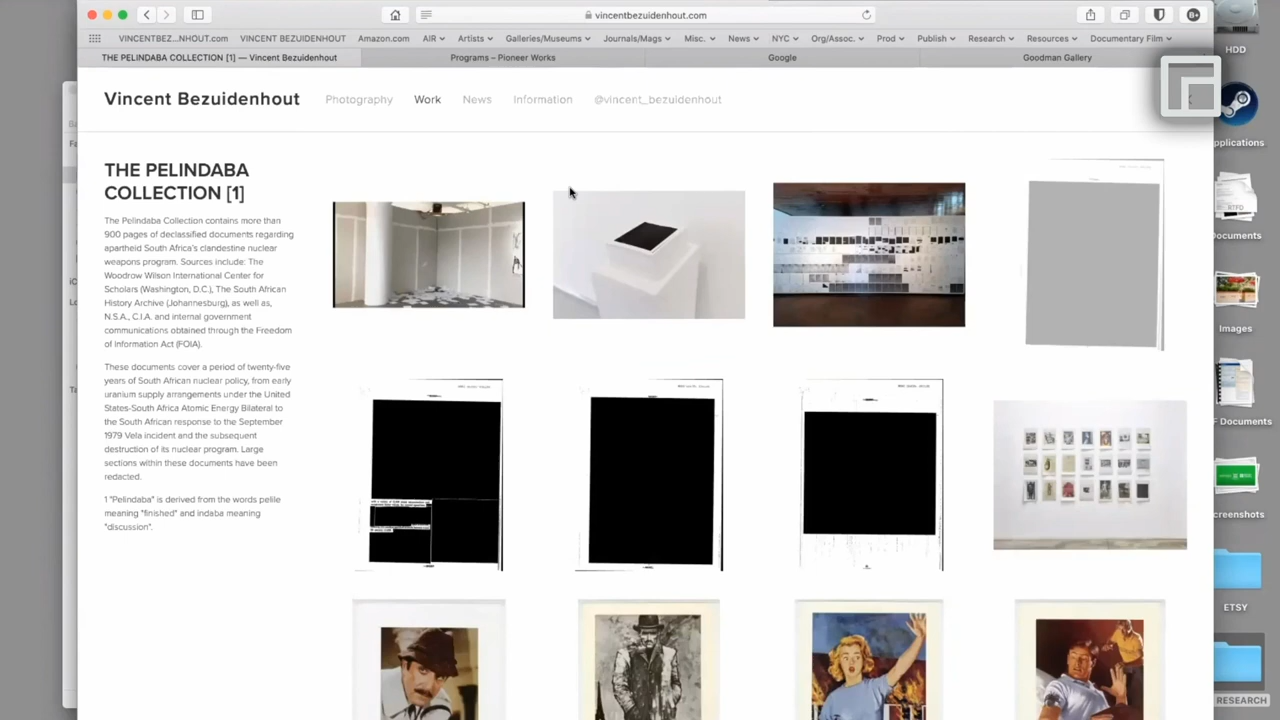 vincentbezuidenhout.com
VINCENTBEZ...NHOUT.com VINCENT BEZUIDENHOUT Amazon.com AIR Artists Galleries/Museums Journals/Mags Misc. News NYC Org/Assoc. Prod Publish Research Resources Documentary Film
THE PELINDABA COLLECTION [1] — Vincent Bezuidenhout Programs – Pioneer Works Google Goodman Gallery
Vincent Bezuidenhout Photography Work News Information @vincent_bezuidenhout
THE PELINDABA
COLLECTION [1]
The Pelindaba Collection contains more than
900 pages of declassified documents regarding
apartheid South Africa's clandestine nuclear
weapons program. Sources include: The
Woodrow Wilson International Center for
Scholars (Washington, D.C.), The South African
History Archive (Johannesburg), as well as,
N.S.A., C.I.A. and internal government
communications obtained through the Freedom
of Information Act (FOIA).
These documents cover a period of twenty-five
years of South African nuclear policy, from early
uranium supply arrangements under the United
States-South Africa Atomic Energy Bilateral to
the South African response to the September
1979 Vela incident and the subsequent
destruction of its nuclear program. Large
sections within these documents have been
redacted.
1 "Pelindaba" is derived from the words pelile
meaning "finished" and indaba meaning
"discussion".
HDD
pplications
RTFD
ocuments
Images
F Documents
creenshots
ETSY
RESEARCH